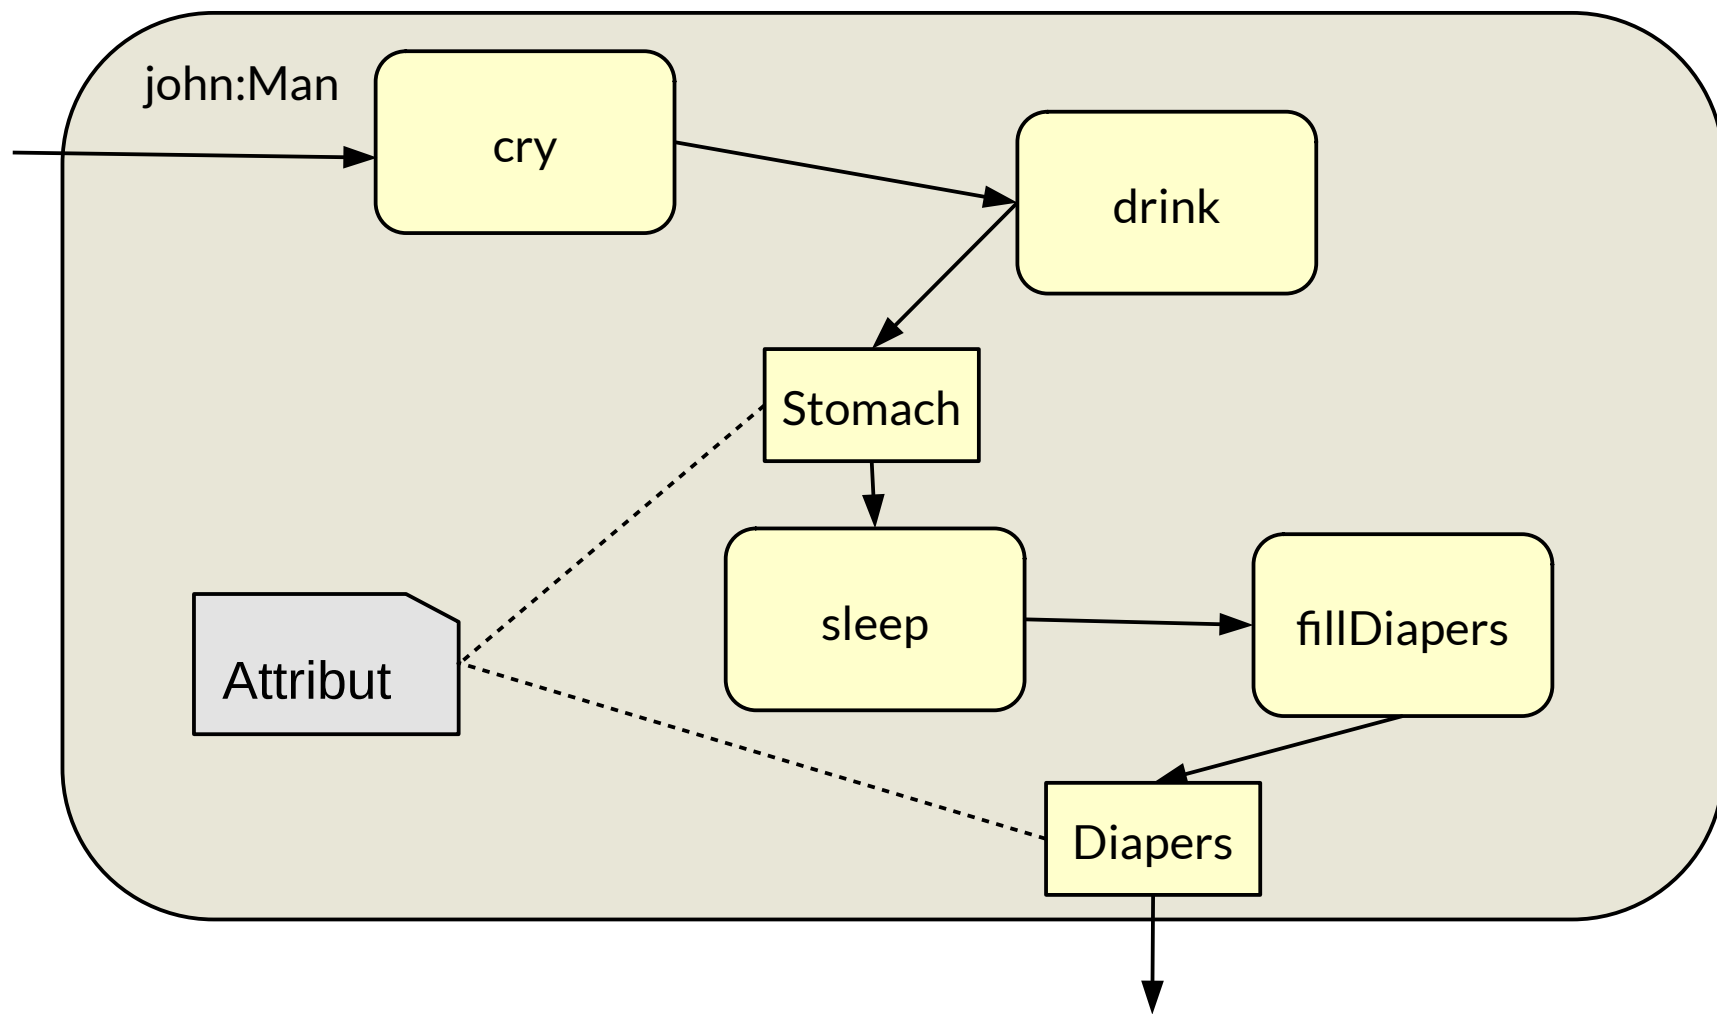 john:Man
cry
drink
Stomach
sleep
fillDiapers
Attribut
Diapers